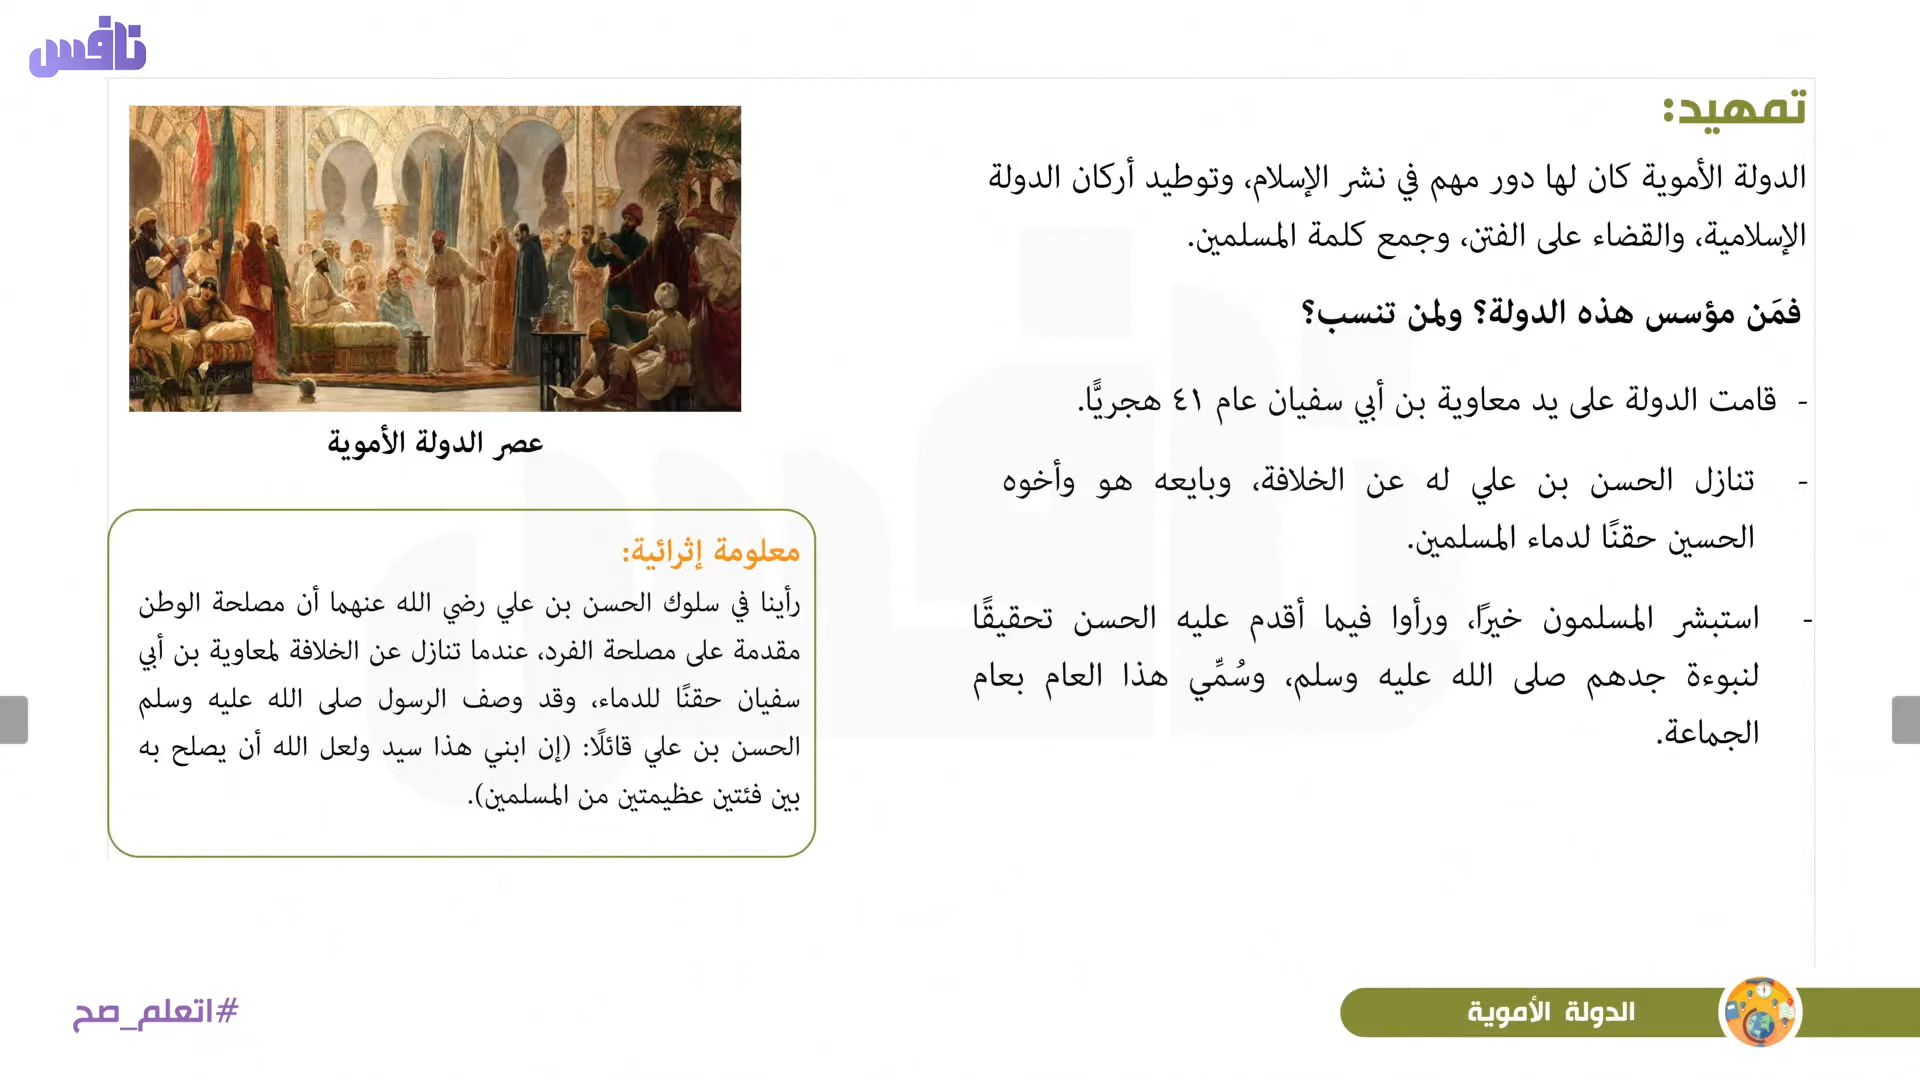 نافس
تمهيد:
الدولة الأموية كان لها دور مهم في نشر الإسلام، وتوطيد أركان الدولة
الإسلامية، والقضاء على الفتن، وجمع كلمة المسلمين.
فمَن مؤسس هذه الدولة؟ ولمن تنسب؟
- قامت الدولة على يد معاوية بن أبي سفيان عام ٤١ هجريًّا.
- تنازل الحسن بن علي له عن الخلافة، وبايعه هو وأخوه
الحسين حقنًا لدماء المسلمين.
- استبشر المسلمون خيرًا، ورأوا فيما أقدم عليه الحسن تحقيقًا
لنبوءة جدهم صلى الله عليه وسلم، وسُمِّي هذا العام بعام
الجماعة.
عصر الدولة الأموية
معلومة إثرائية:
رأينا في سلوك الحسن بن علي رضي الله عنهما أن مصلحة الوطن
مقدمة على مصلحة الفرد، عندما تنازل عن الخلافة لمعاوية بن أبي
سفيان حقنًا للدماء، وقد وصف الرسول صلى الله عليه وسلم
الحسن بن علي قائلًا: (إن ابني هذا سيد ولعل الله أن يصلح به
بين فئتين عظيمتين من المسلمين).
الدولة الأموية
#اتعلم_صح